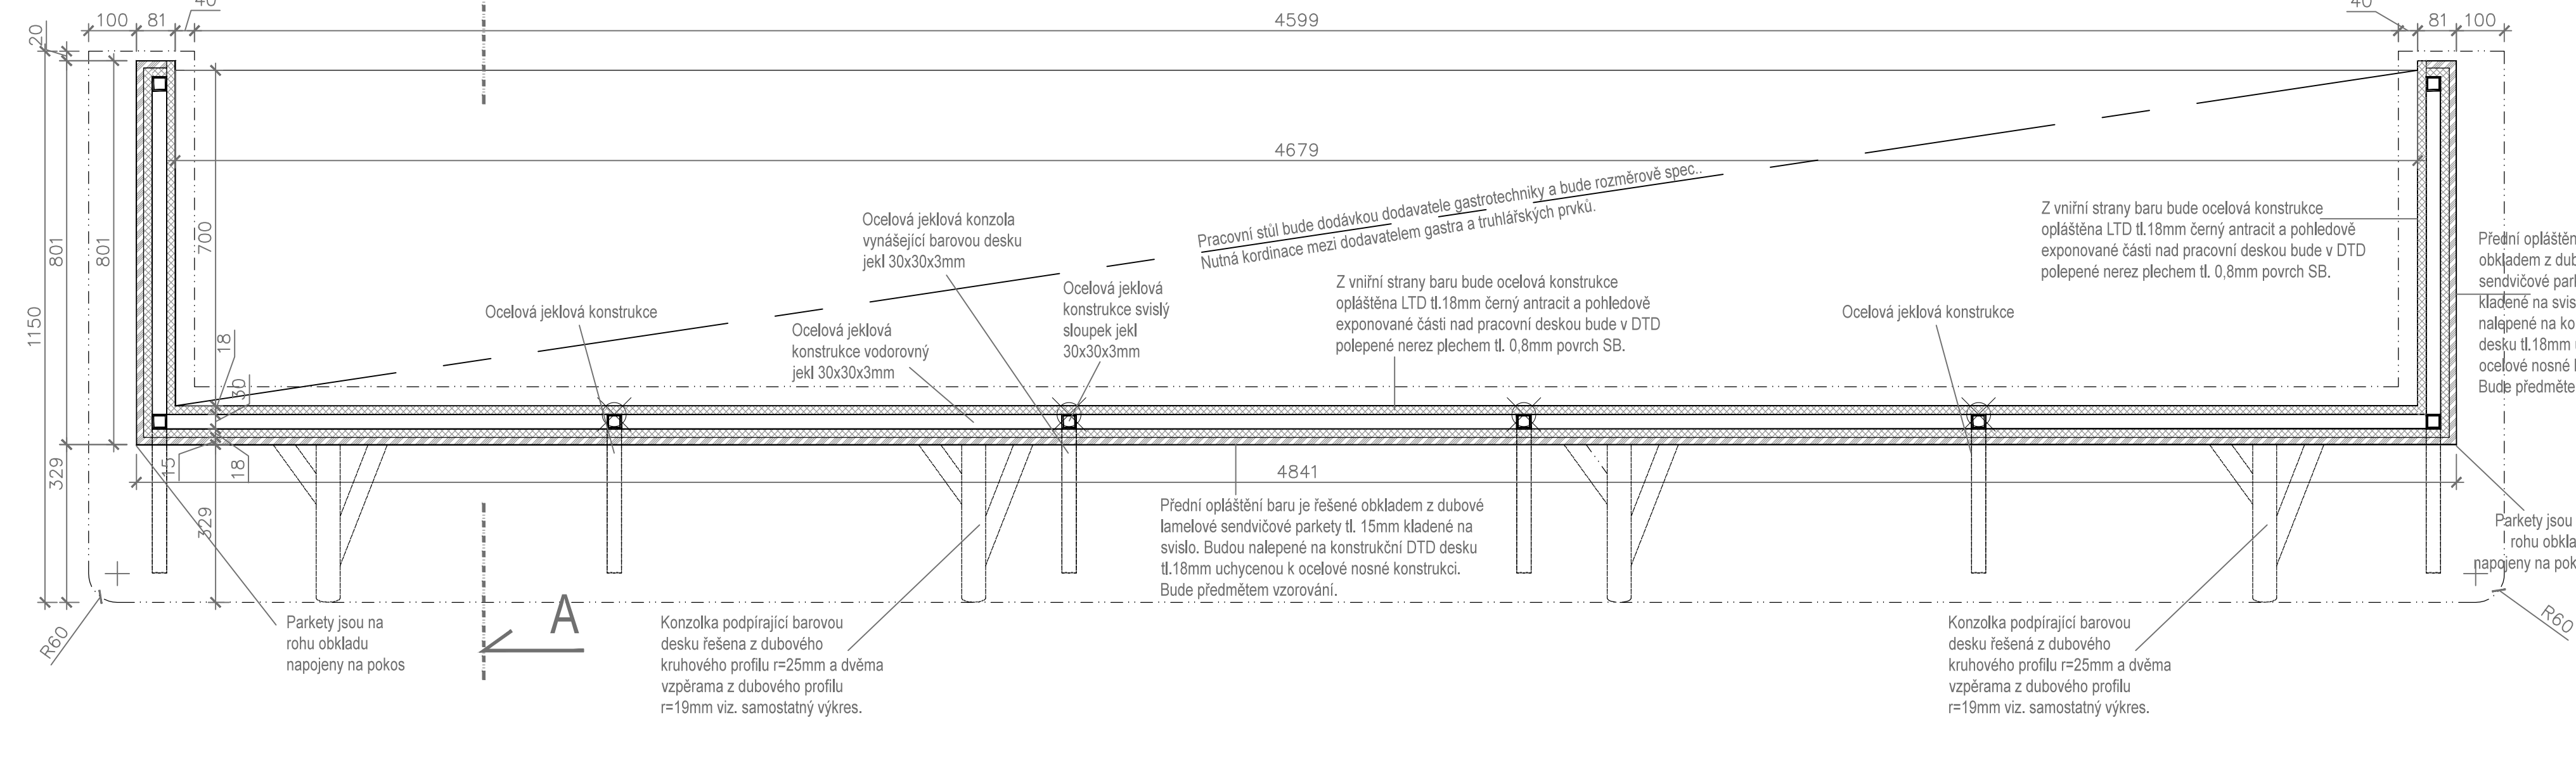 40
40
100
81
4599
81
100
20
4679
Pracovní stůl bude dodávkou dodavatele gastrotechniky a bude rozměrově spec..
Nutná kordinace mezi dodavatelem gastra a truhlářských prvků.
1150
801
801
700
Ocelová jeklová konzola
vynášející barovou desku
jekl 30x30x3mm
Z vniřní strany baru bude ocelová konstrukce
opláštěna LTD tl.18mm černý antracit a pohledově
exponované části nad pracovní deskou bude v DTD
polepené nerez plechem tl. 0,8mm povrch SB.
Přední opláštěn
obkladem z dub
sendvičové park
kladené na svis
nalepené na ko
desku tl.18mm
ocelové nosné
Bude předměte
Ocelová jeklová konstrukce
Ocelová jeklová
konstrukce vodorovný
jekl 30x30x3mm
Ocelová jeklová
konstrukce svislý
sloupek jekl
30x30x3mm
Z vniřní strany baru bude ocelová konstrukce
opláštěna LTD tl.18mm černý antracit a pohledově
exponované části nad pracovní deskou bude v DTD
polepené nerez plechem tl. 0,8mm povrch SB.
Ocelová jeklová konstrukce
18
30
15
18
329
329
4841
Přední opláštění baru je řešené obkladem z dubové
lamelové sendvičové parkety tl. 15mm kladené na
svislo. Budou nalepené na konstrukční DTD desku
tl.18mm uchycenou k ocelové nosné konstrukci.
Bude předmětem vzorování.
Parkety jsou
rohu obkla
napojeny na pok
R60
Parkety jsou na
rohu obkladu
napojeny na pokos
A
Konzolka podpírající barovou
desku řešena z dubového
kruhového profilu r=25mm a dvěma
vzpěrama z dubového profilu
r=19mm viz. samostatný výkres.
Konzolka podpírající barovou
desku řešená z dubového
kruhového profilu r=25mm a dvěma
vzpěrama z dubového profilu
r=19mm viz. samostatný výkres.
R60